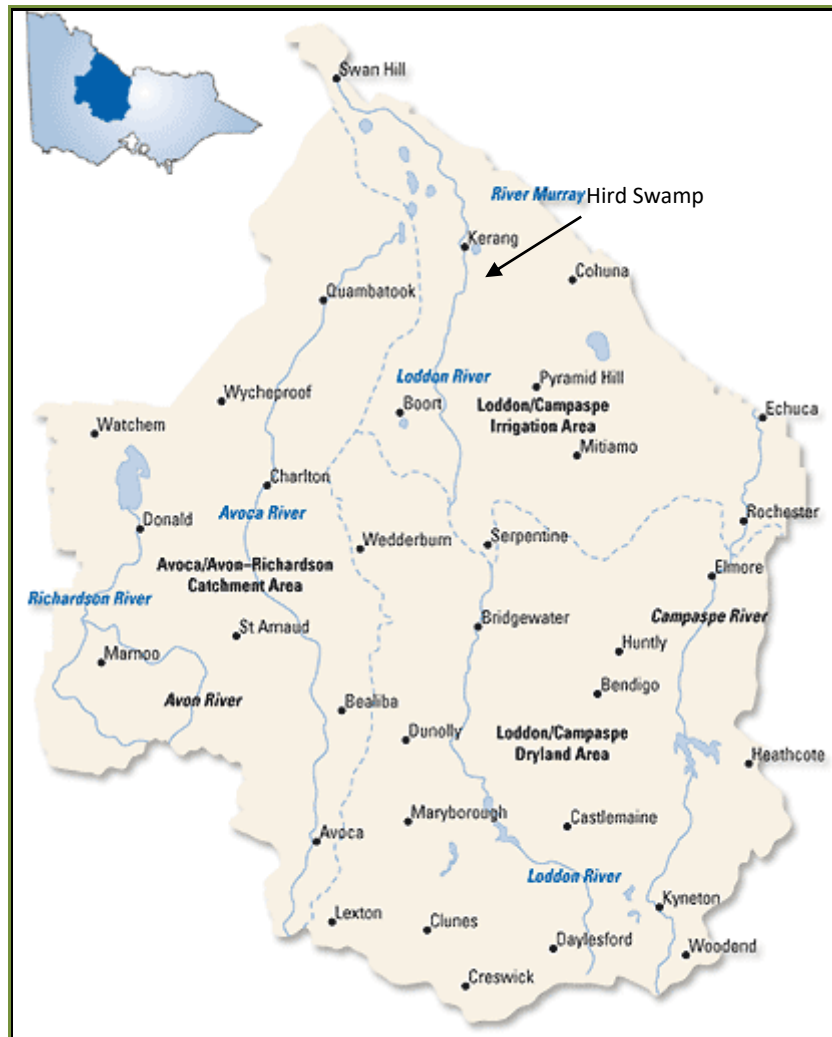 Swan Hill
River Murray Hird Swamp
Kerang
Cohuna
Quambatook
Loddon River
Pyramid Hill
Wycheproof
Boort
Loddon/Campaspe
Irrigation Area
Echuca
Watchem
Mitiamo
Charlton
Donald
Avoca River
Rochester
Wedderburn
Serpentine
Avoca/Avon–Richardson
Catchment Area
Elmore
Richardson River
Bridgewater
Campaspe River
St Arnaud
Huntly
Marnoo
Bendigo
Avon River
Bealiba
Dunolly
Loddon/Campaspe
Dryland Area
Heathcote
Maryborough
Castlemaine
Avoca
Loddon River
Kyneton
Lexton
Clunes
Daylesford
Woodend
Creswick